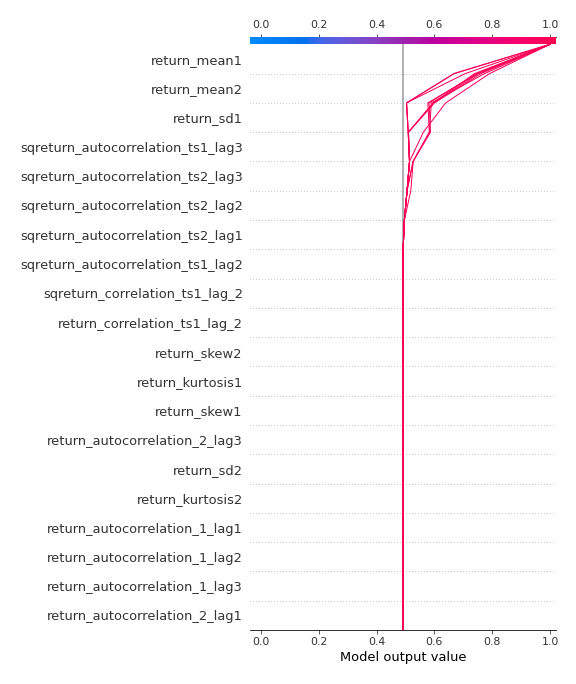 0.0 0.2 0.4 0.6 0.8 1.0
return_mean1
return_mean2
return_sd1
sqreturn_autocorrelation_ts1_lag3
sqreturn_autocorrelation_ts2_lag3
sqreturn_autocorrelation_ts2_lag2
sqreturn_autocorrelation_ts2_lag1
sqreturn_autocorrelation_ts1_lag2
sqreturn_correlation_ts1_lag_2
return_correlation_ts1_lag_2
return_skew2
return_kurtosis1
return_skew1
return_autocorrelation_2_lag3
return_sd2
return_kurtosis2
return_autocorrelation_1_lag1
return_autocorrelation_1_lag2
return_autocorrelation_1_lag3
return_autocorrelation_2_lag1
0.0 0.2 0.4 0.6 0.8 1.0
Model output value